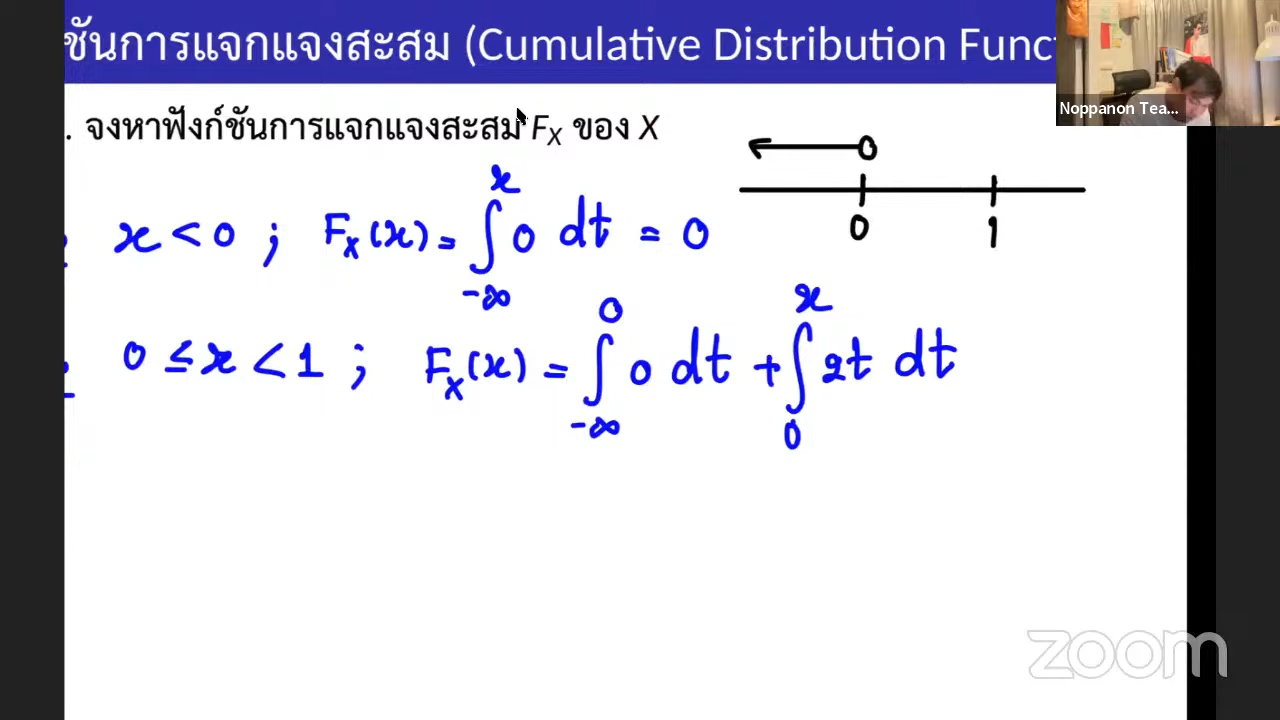 ชันการแจกแจงสะสม (Cumulative Distribution Funct
Noppanon Tea...
. จงหาฟังก์ชันการแจกแจงสะสม F_X ของ X
0 1
x < 0 ; F_X(x) = ∫_{-∞}^{x} 0 dt = 0
0 ≤ x < 1 ; F_X(x) = ∫_{-∞}^{0} 0 dt + ∫_{0}^{x} 2t dt
zoom